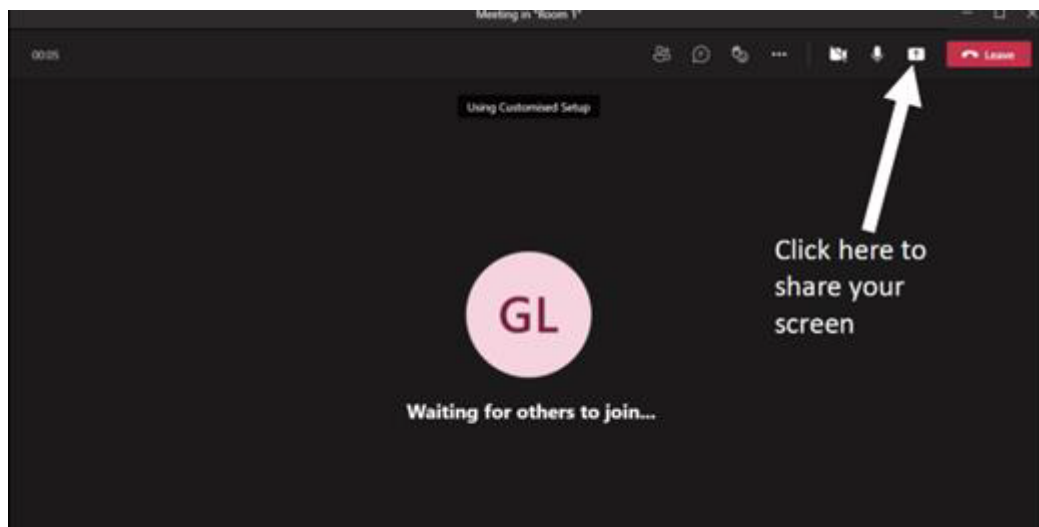 Meeting in "Room 1"
00:05
Leave
Using Customised Setup
Click here to
share your
screen
GL
Waiting for others to join...